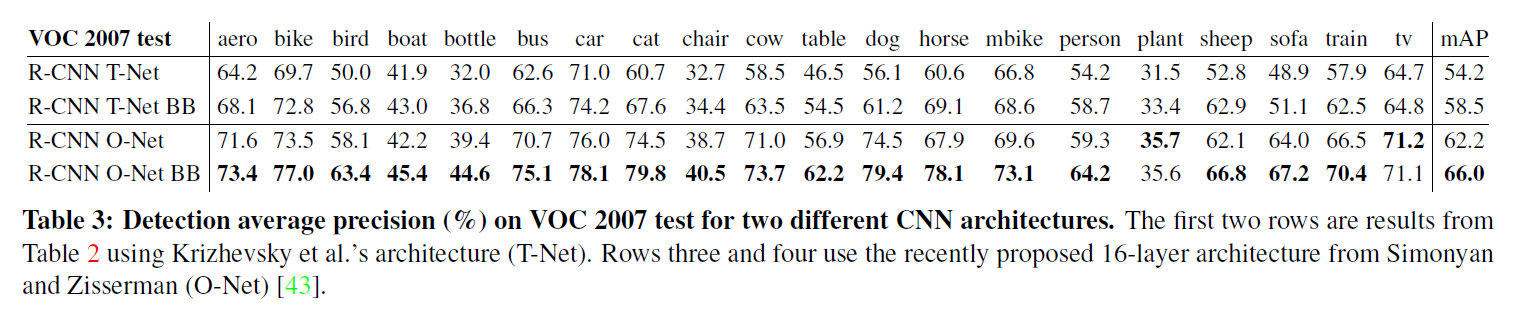 VOC 2007 test aero bike bird boat bottle bus car cat chair cow table dog horse mbike person plant sheep sofa train tv mAP
R-CNN T-Net 64.2 69.7 50.0 41.9 32.0 62.6 71.0 60.7 32.7 58.5 46.5 56.1 60.6 66.8 54.2 31.5 52.8 48.9 57.9 64.7 54.2
R-CNN T-Net BB 68.1 72.8 56.8 43.0 36.8 66.3 74.2 67.6 34.4 63.5 54.5 61.2 69.1 68.6 58.7 33.4 62.9 51.1 62.5 64.8 58.5
R-CNN O-Net 71.6 73.5 58.1 42.2 39.4 70.7 76.0 74.5 38.7 71.0 56.9 74.5 67.9 69.6 59.3 35.7 62.1 64.0 66.5 71.2 62.2
R-CNN O-Net BB 73.4 77.0 63.4 45.4 44.6 75.1 78.1 79.8 40.5 73.7 62.2 79.4 78.1 73.1 64.2 35.6 66.8 67.2 70.4 71.1 66.0
Table 3: Detection average precision (%) on VOC 2007 test for two different CNN architectures. The first two rows are results from
Table 2 using Krizhevsky et al.'s architecture (T-Net). Rows three and four use the recently proposed 16-layer architecture from Simonyan
and Zisserman (O-Net) [43].